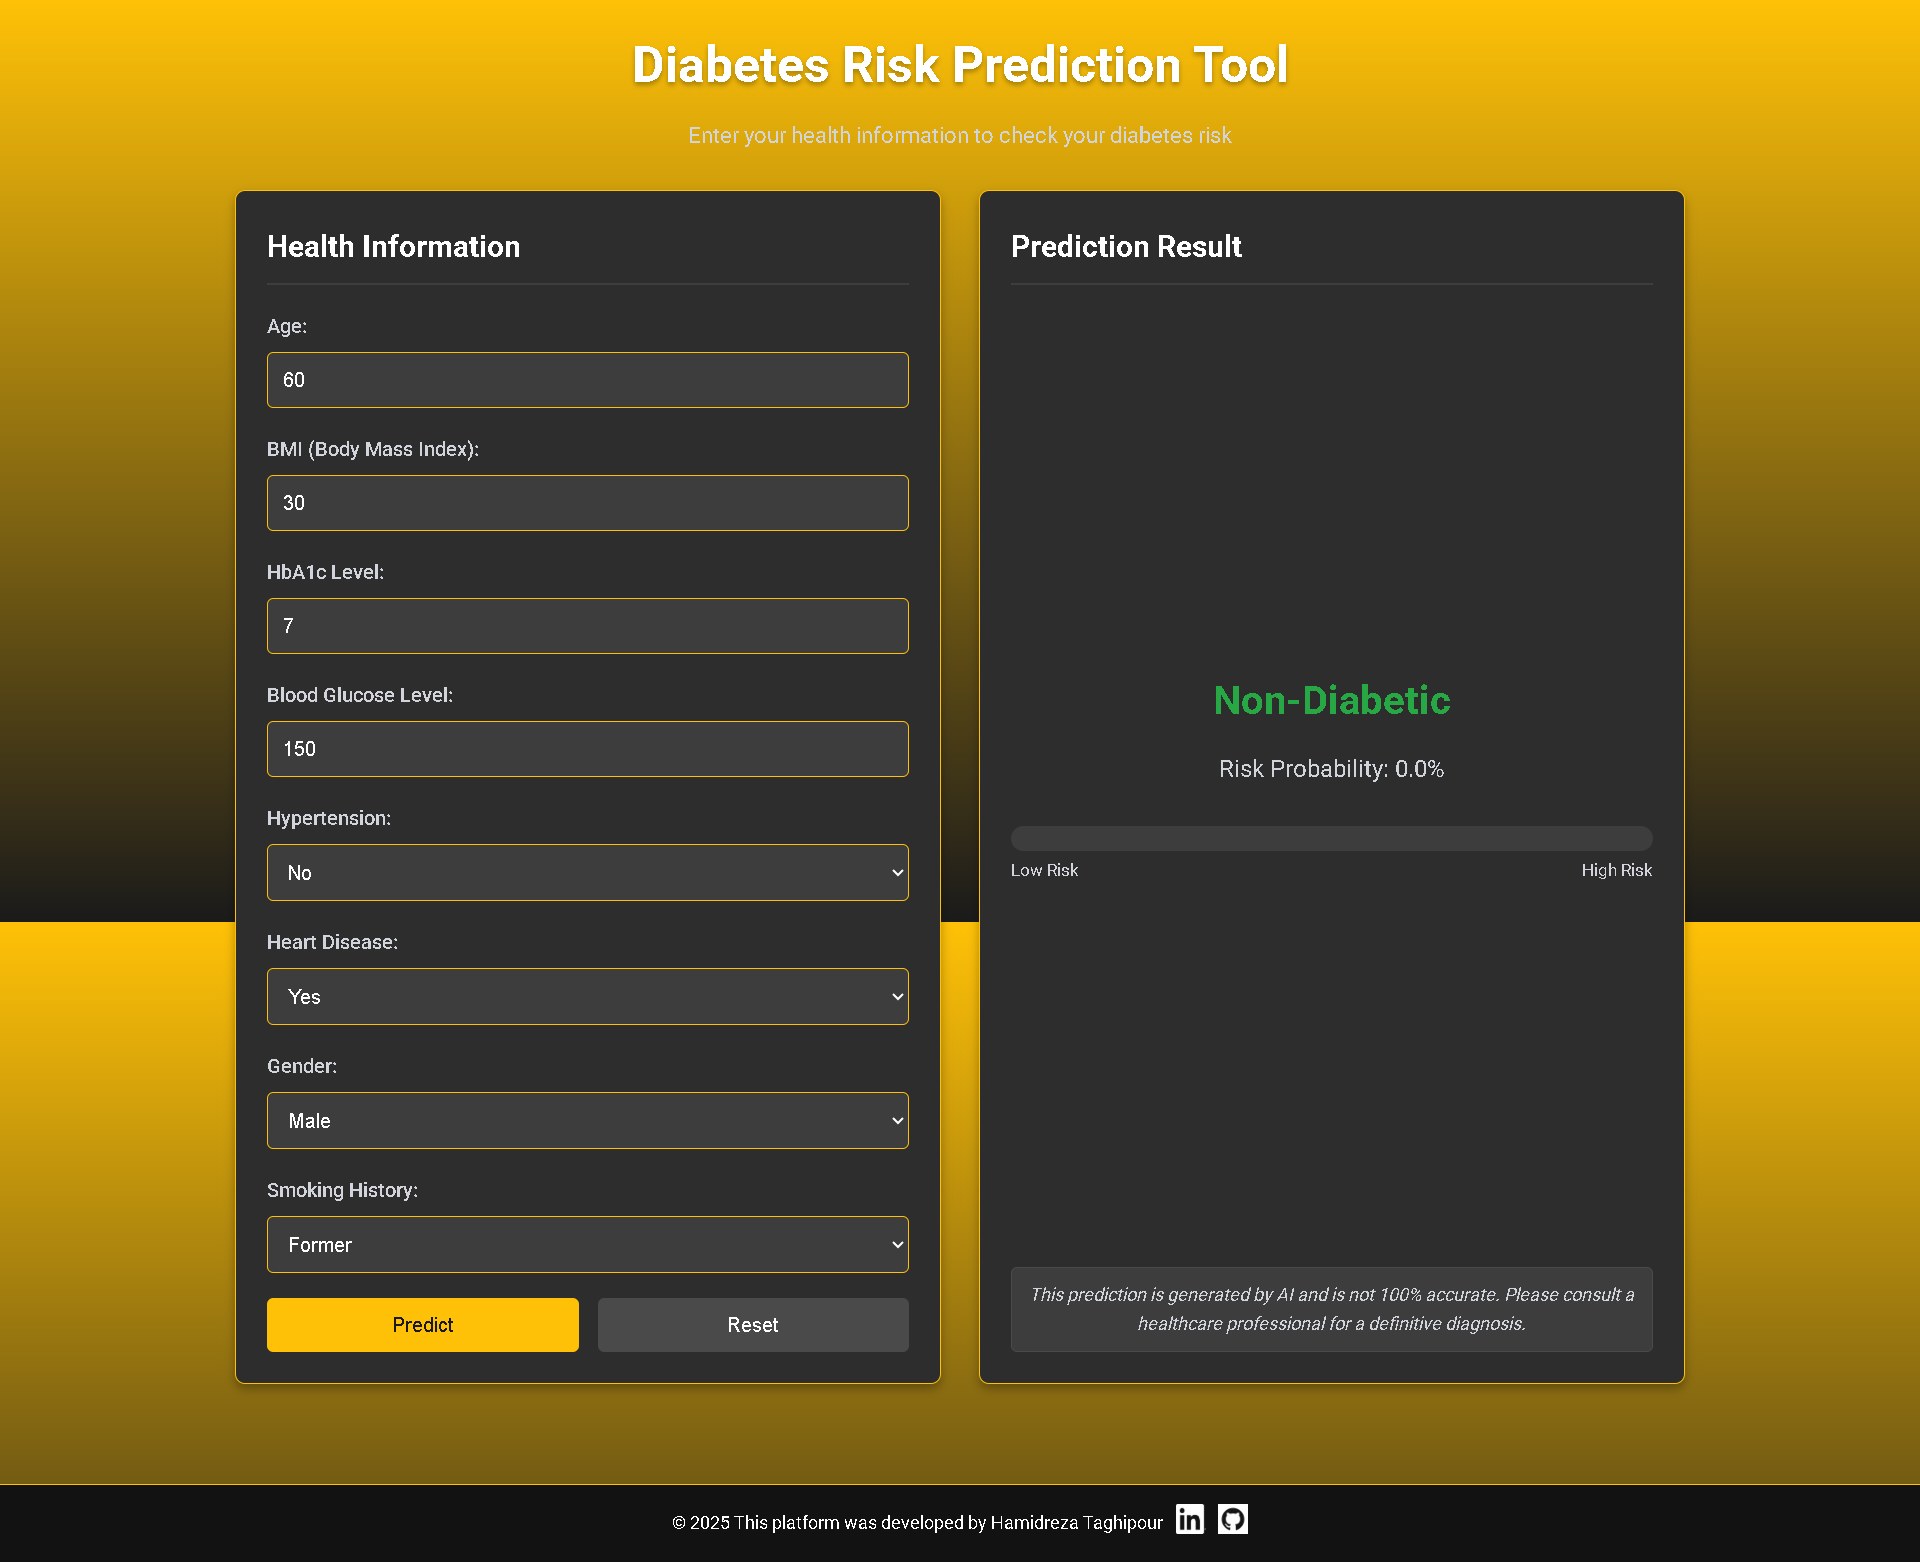 Diabetes Risk Prediction Tool
Enter your health information to check your diabetes risk
Health Information
Age:
60
BMI (Body Mass Index):
30
HbA1c Level:
7
Blood Glucose Level:
150
Hypertension:
No
Heart Disease:
Yes
Gender:
Male
Smoking History:
Former
Predict
Reset
Prediction Result
Non-Diabetic
Risk Probability: 0.0%
Low Risk
High Risk
This prediction is generated by AI and is not 100% accurate. Please consult a
healthcare professional for a definitive diagnosis.
© 2025 This platform was developed by Hamidreza Taghipour
in